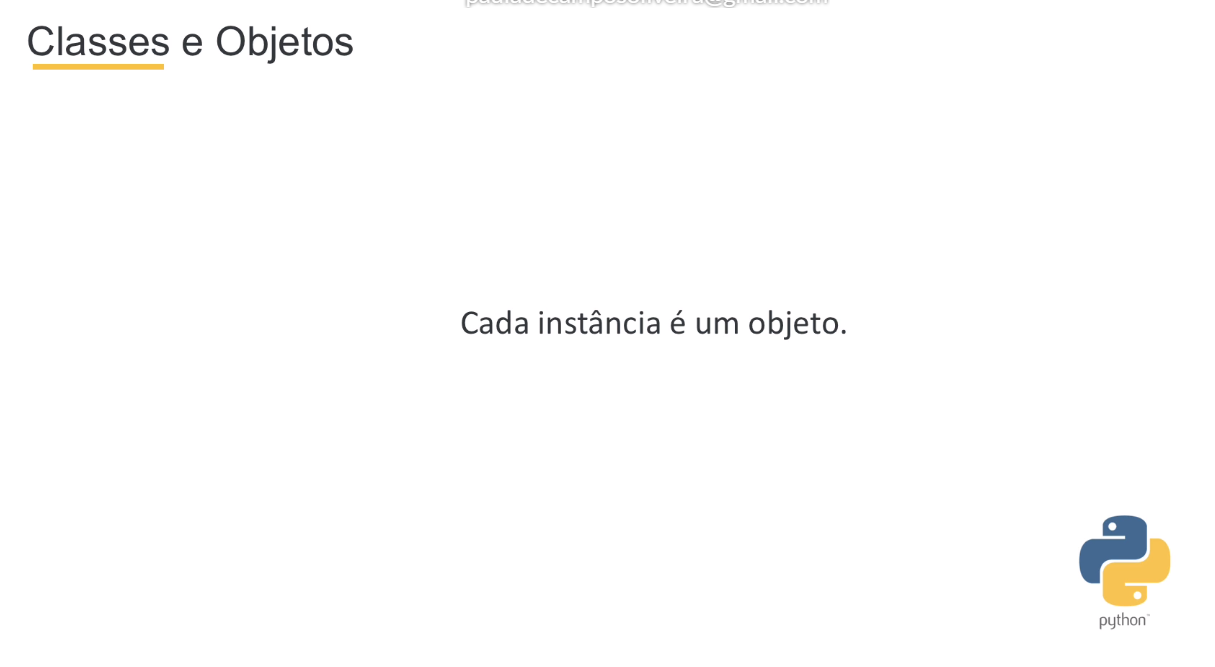 Classes e Objetos
Cada instância é um objeto.
python